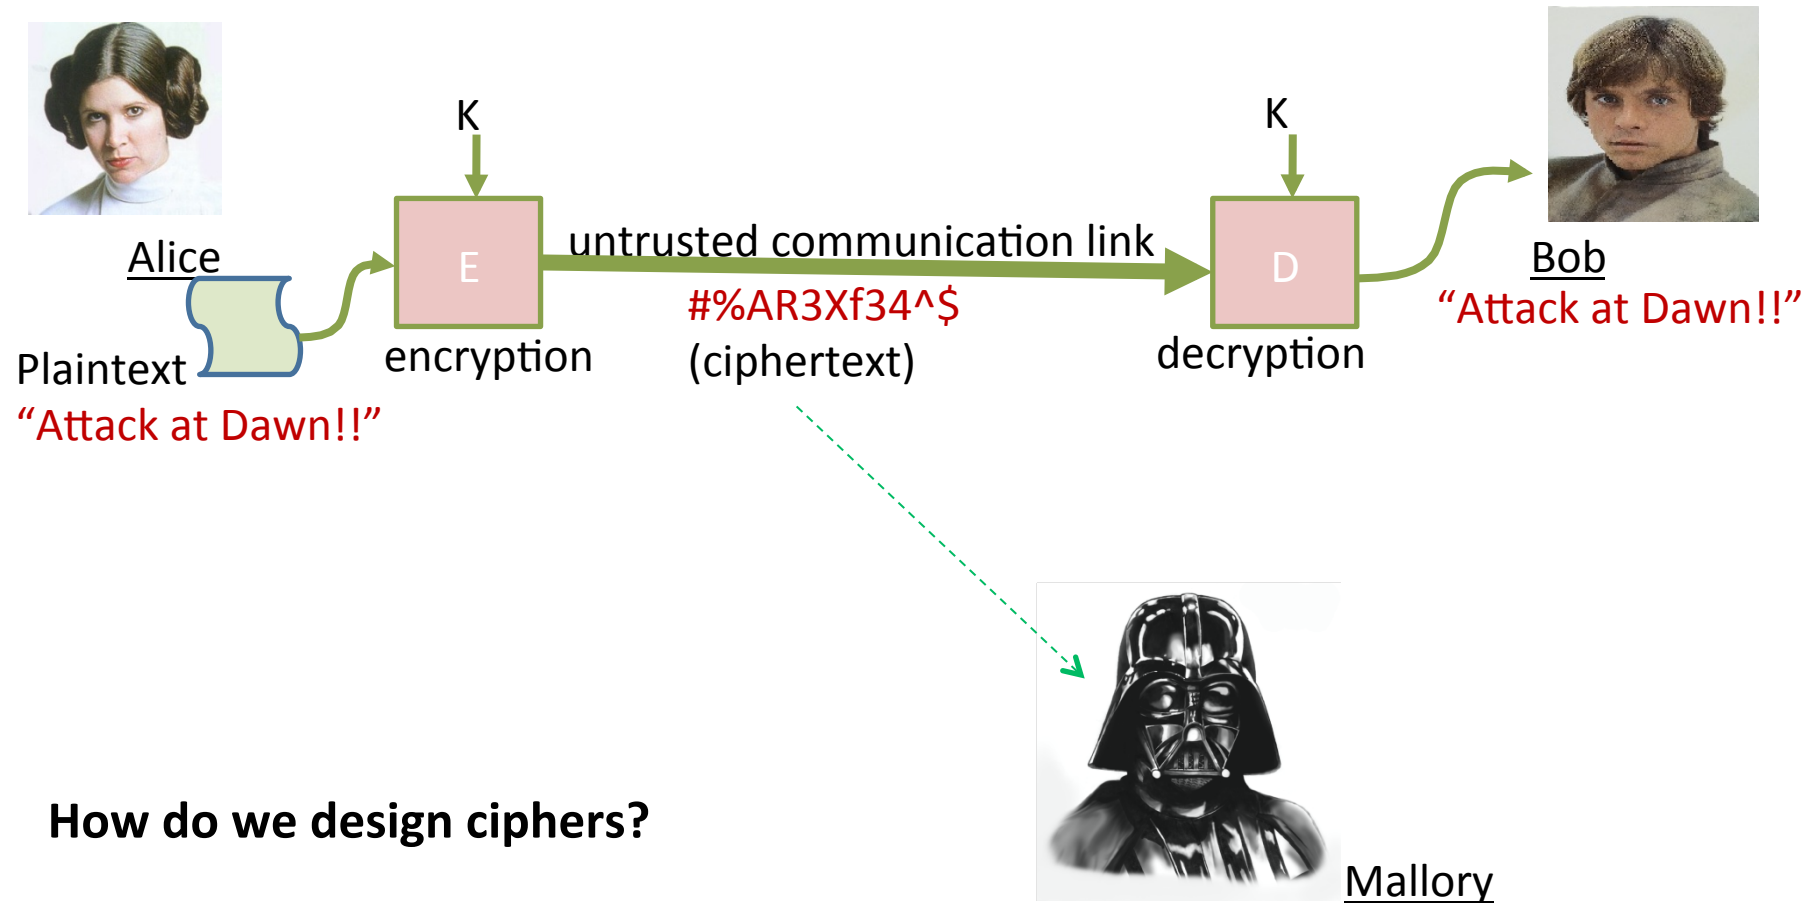 K
K
Alice
E
untrusted communication link
D
Bob
#%AR3Xf34^$
“Attack at Dawn!!”
encryption
(ciphertext)
decryption
Plaintext
“Attack at Dawn!!”
How do we design ciphers?
Mallory